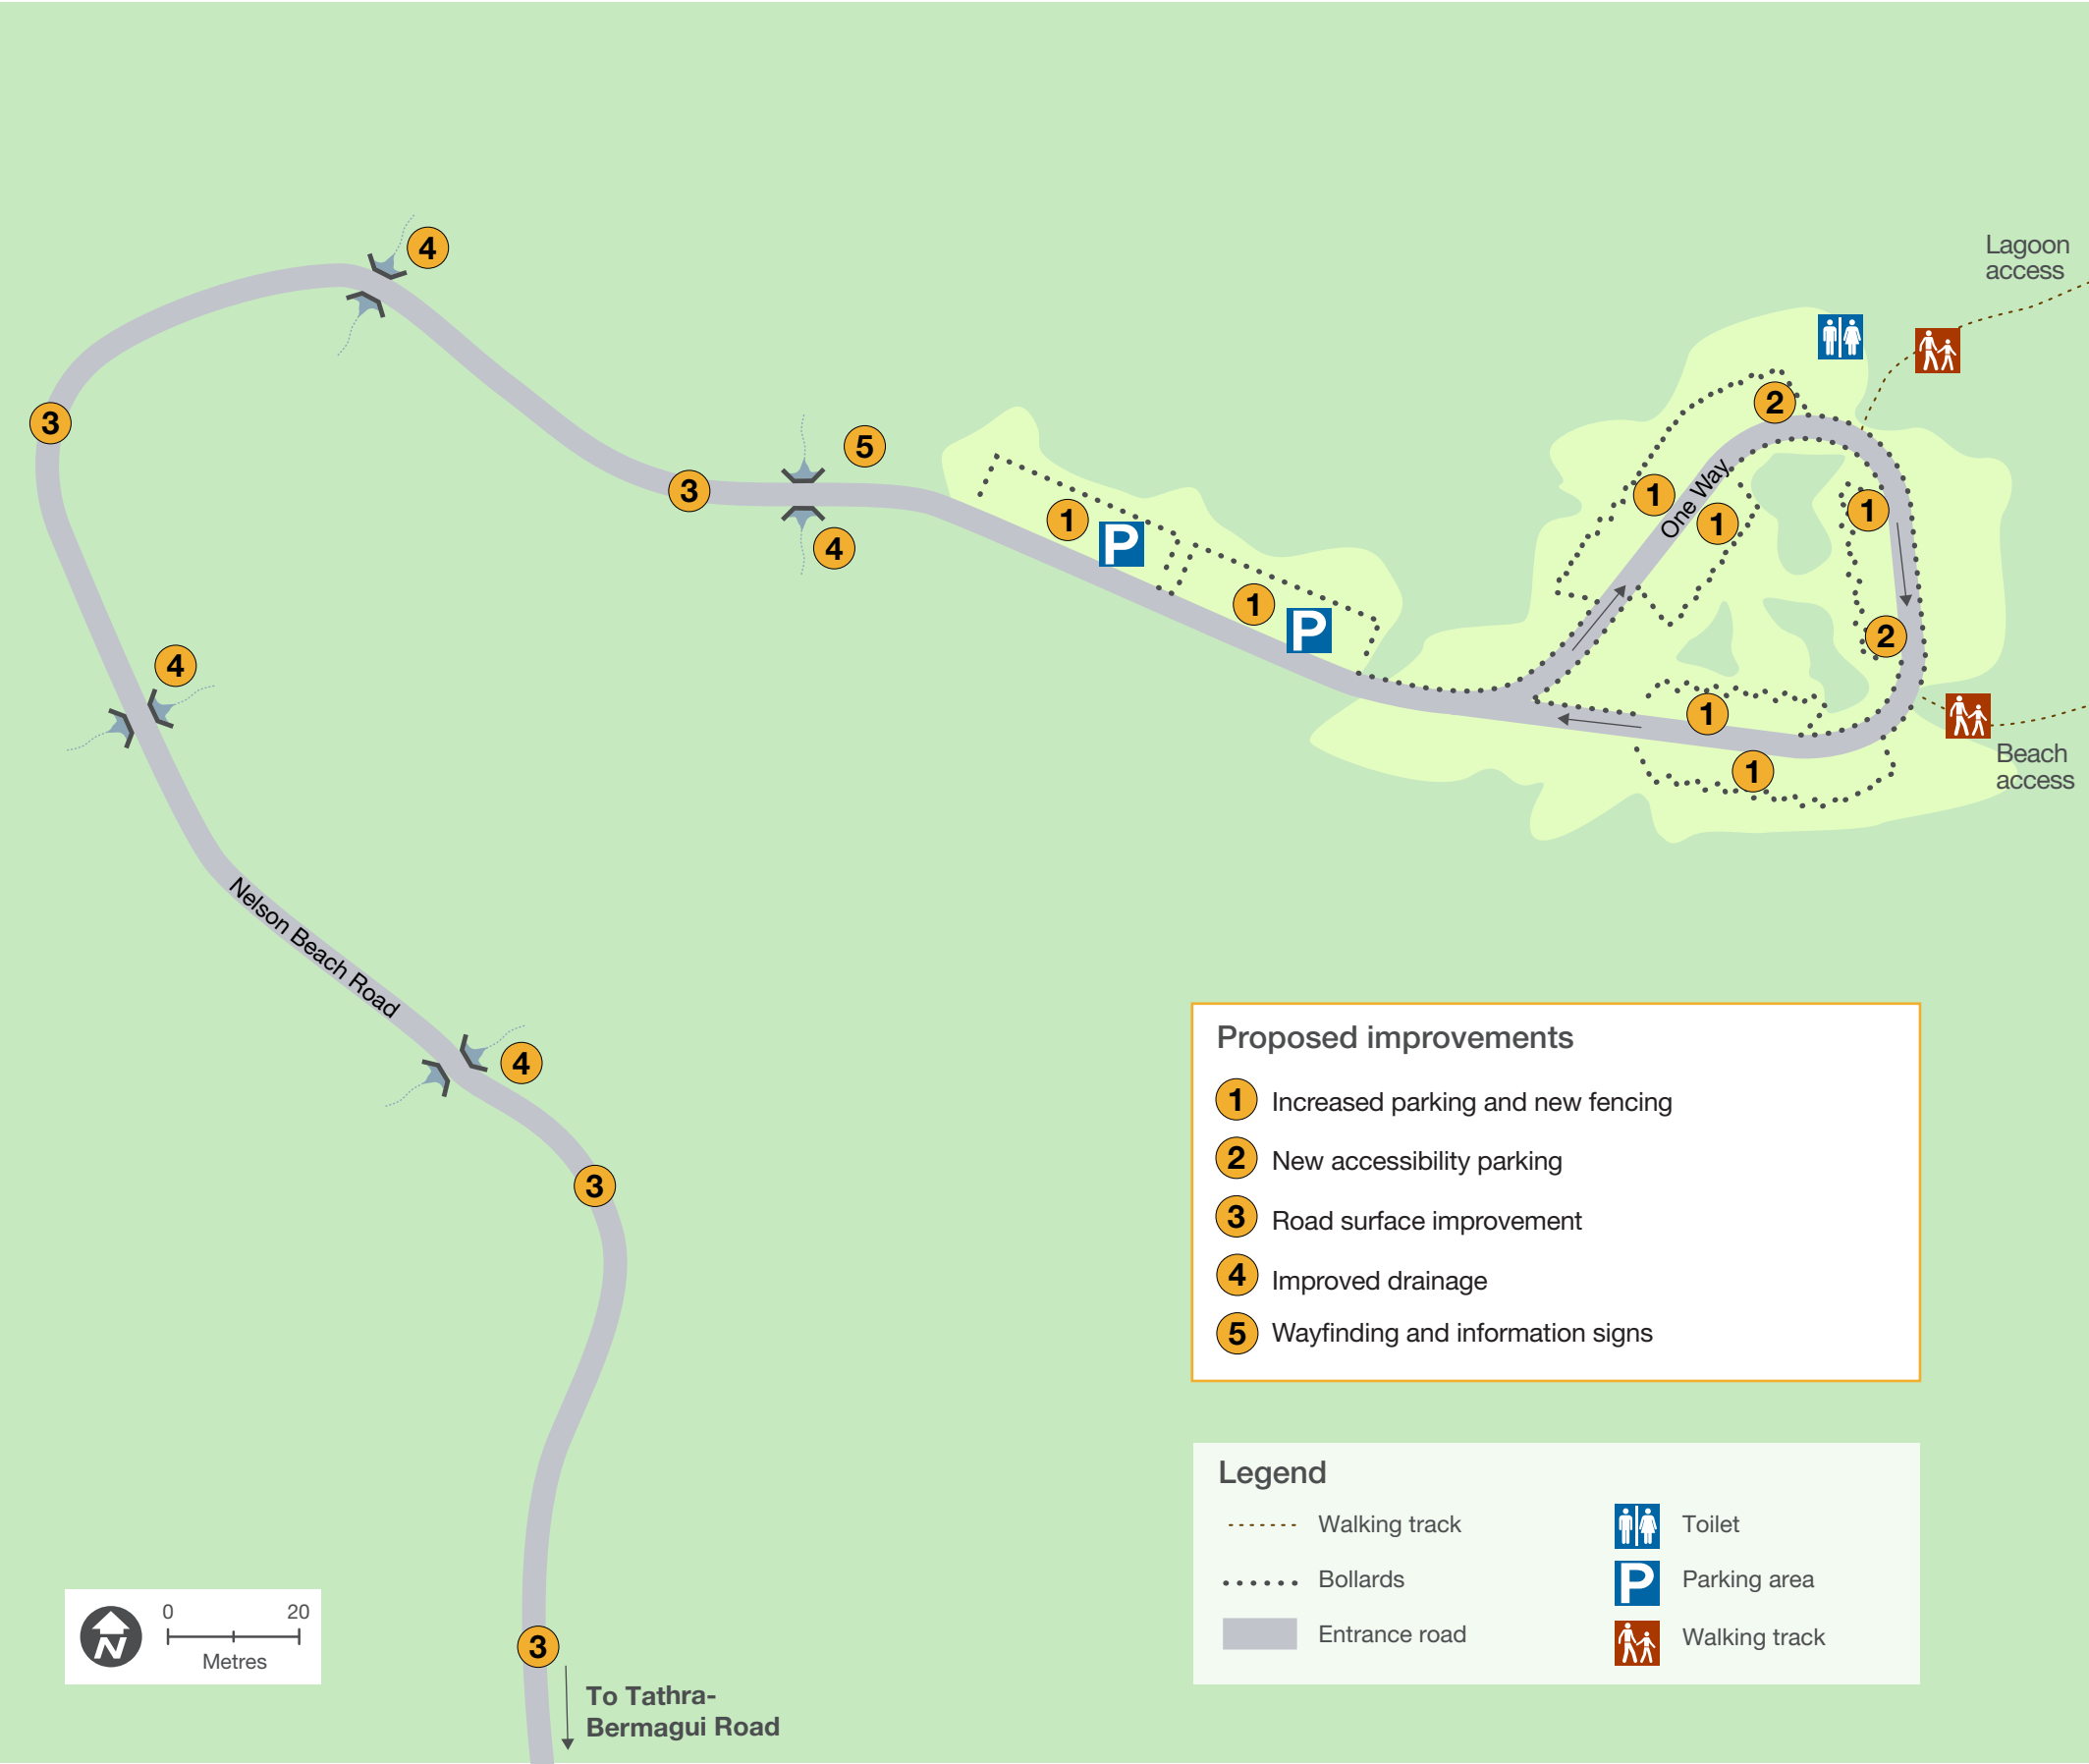 Lagoon
access
4
3
5
3
4
1
P
1
P
2
1
One Way
1
1
2
1
1
Beach
access
4
Nelson Beach Road
4
3
3
To Tathra-
Bermagui Road
Proposed improvements
1 Increased parking and new fencing
2 New accessibility parking
3 Road surface improvement
4 Improved drainage
5 Wayfinding and information signs
Legend
Walking track
Bollards
Entrance road
Toilet
P Parking area
Walking track
N
0 20
Metres